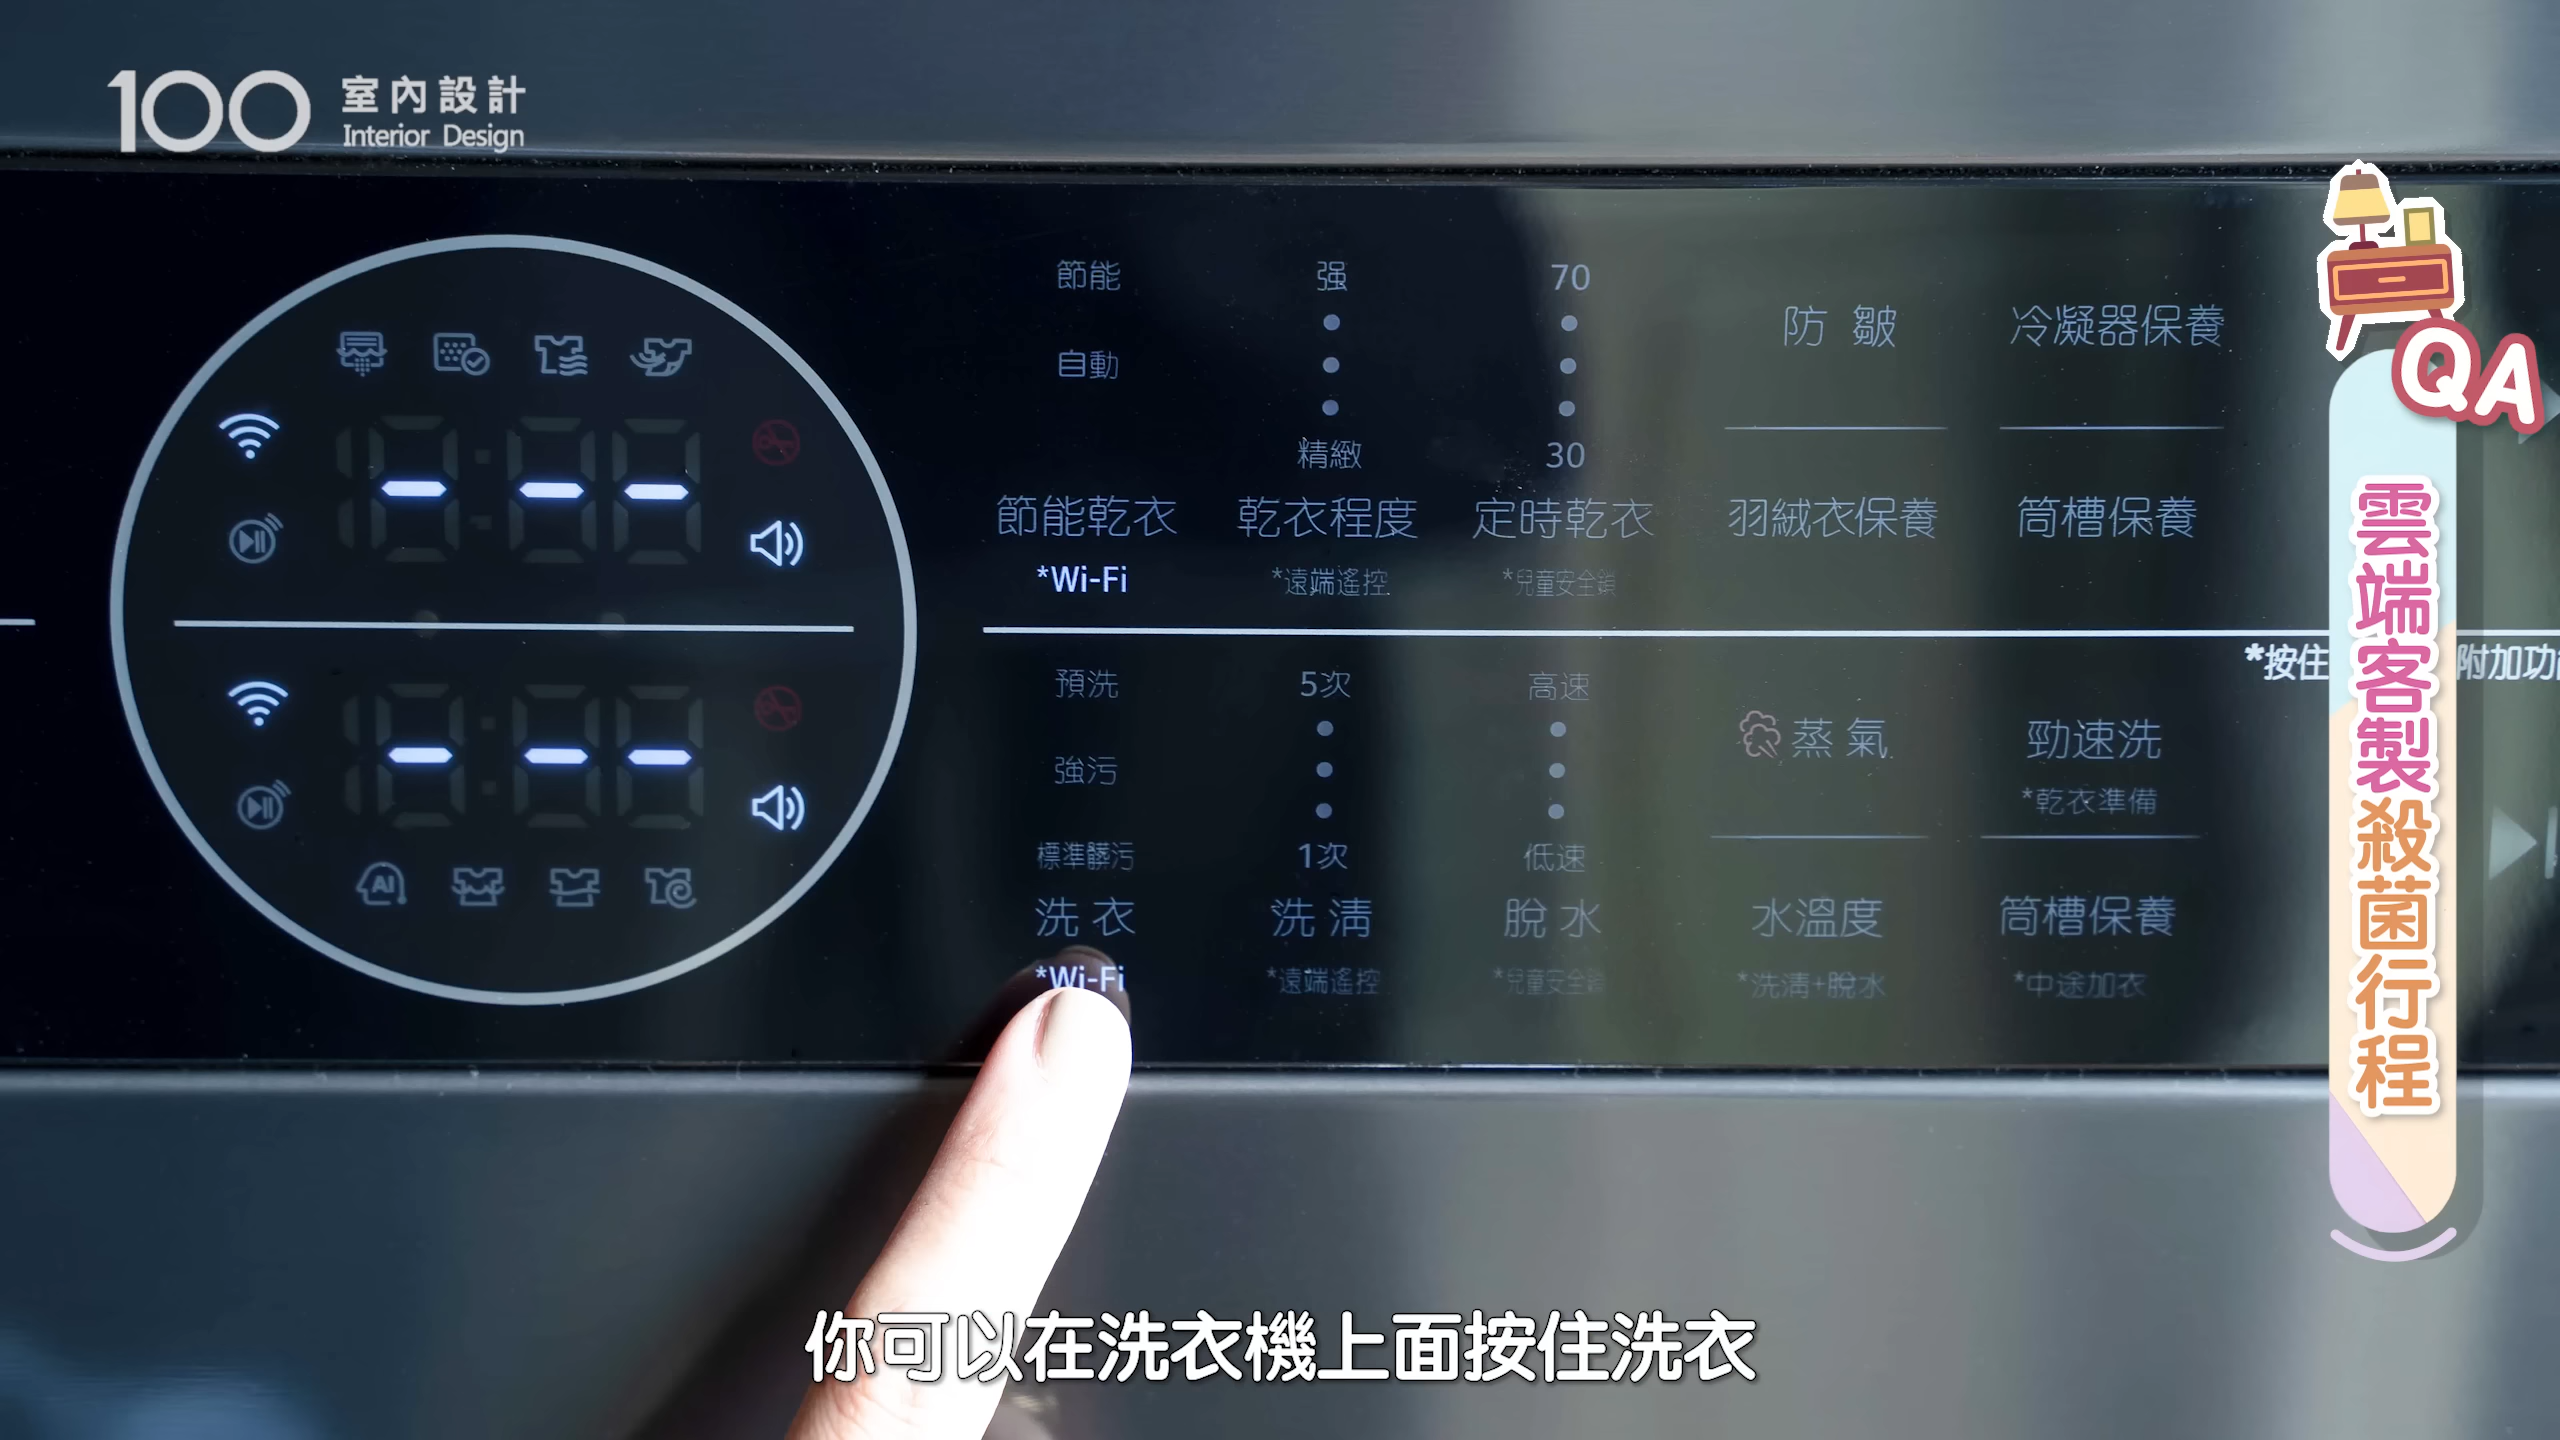 100 室內設計
Interior Design
節能 强 70
自動
精緻 30
節能乾衣 乾衣程度 定時乾衣
*Wi-Fi *遠端遙控 *兒童安全鎖
防皺 冷凝器保養
羽絨衣保養 筒槽保養
*按住 附加功
預洗 5次 高速
強污
標準髒污 1次 低速
洗衣 洗清 脫水
*Wi-Fi *遠端遙控 *兒童安全鎖
蒸氣 勁速洗
*乾衣準備
水溫度 筒槽保養
*洗清+脫水 *中途加衣
AI
QA
雲端客製殺菌行程
你可以在洗衣機上面按住洗衣